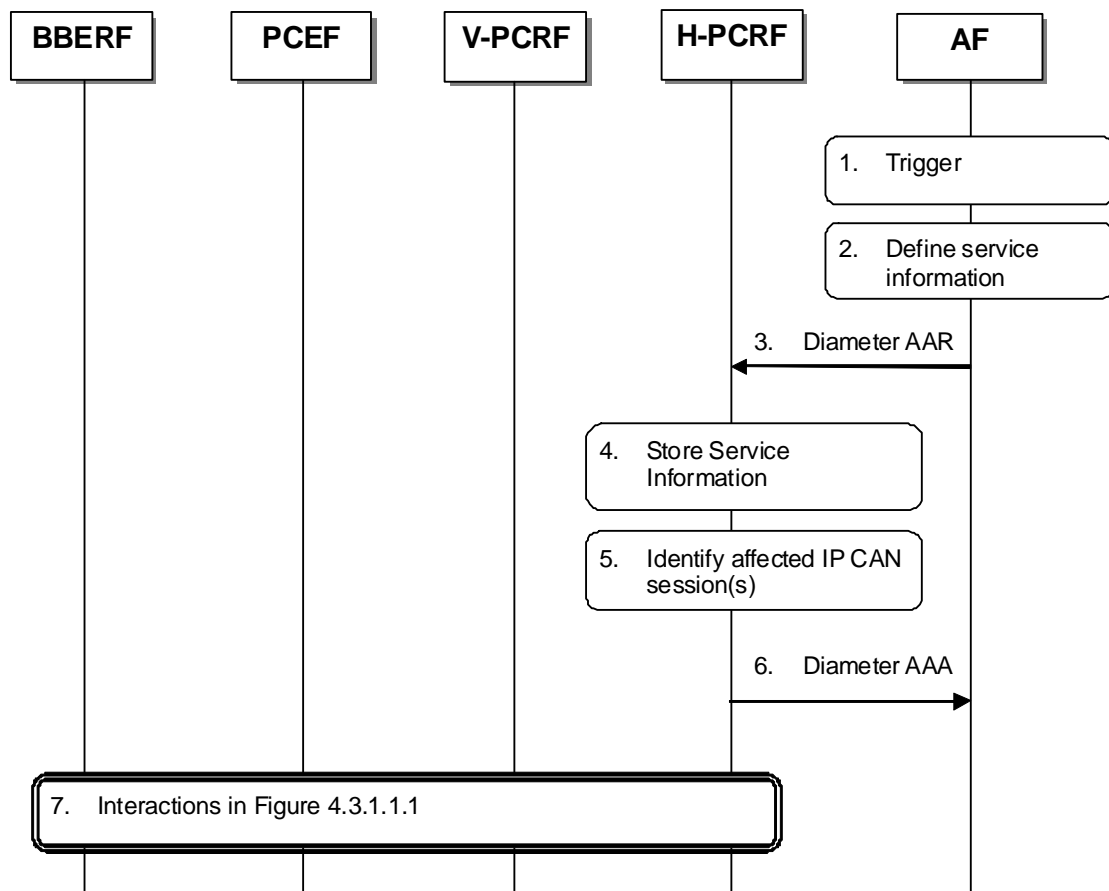 BBERF
PCEF
V-PCRF
H-PCRF
AF
1. Trigger
2. Define service
information
3. Diameter AAR
4. Store Service
Information
5. Identify affected IP CAN
session(s)
6. Diameter AAA
7. Interactions in Figure 4.3.1.1.1